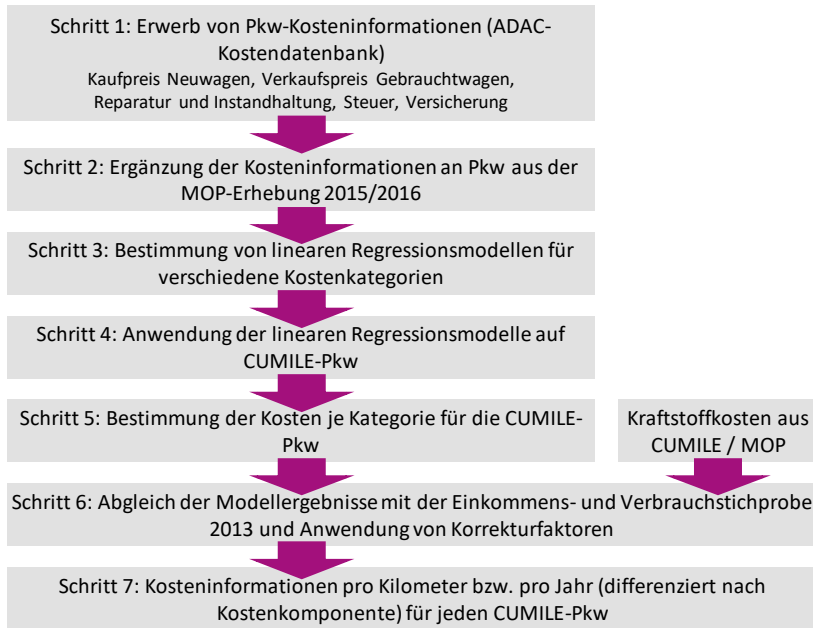 Schritt 1: Erwerb von Pkw-Kosteninformationen (ADAC-
Kostendatenbank)
Kaufpreis Neuwagen, Verkaufspreis Gebrauchtwagen,
Reparatur und Instandhaltung, Steuer, Versicherung
Schritt 2: Ergänzung der Kosteninformationen an Pkw aus der
MOP-Erhebung 2015/2016
Schritt 3: Bestimmung von linearen Regressionsmodellen für
verschiedene Kostenkategorien
Schritt 4: Anwendung der linearen Regressionsmodelle auf
CUMILE-Pkw
Schritt 5: Bestimmung der Kosten je Kategorie für die CUMILE-
Pkw
Kraftstoffkosten aus
CUMILE / MOP
Schritt 6: Abgleich der Modellergebnisse mit der Einkommens- und Verbrauchstichprobe
2013 und Anwendung von Korrekturfaktoren
Schritt 7: Kosteninformationen pro Kilometer bzw. pro Jahr (differenziert nach
Kostenkomponente) für jeden CUMILE-Pkw